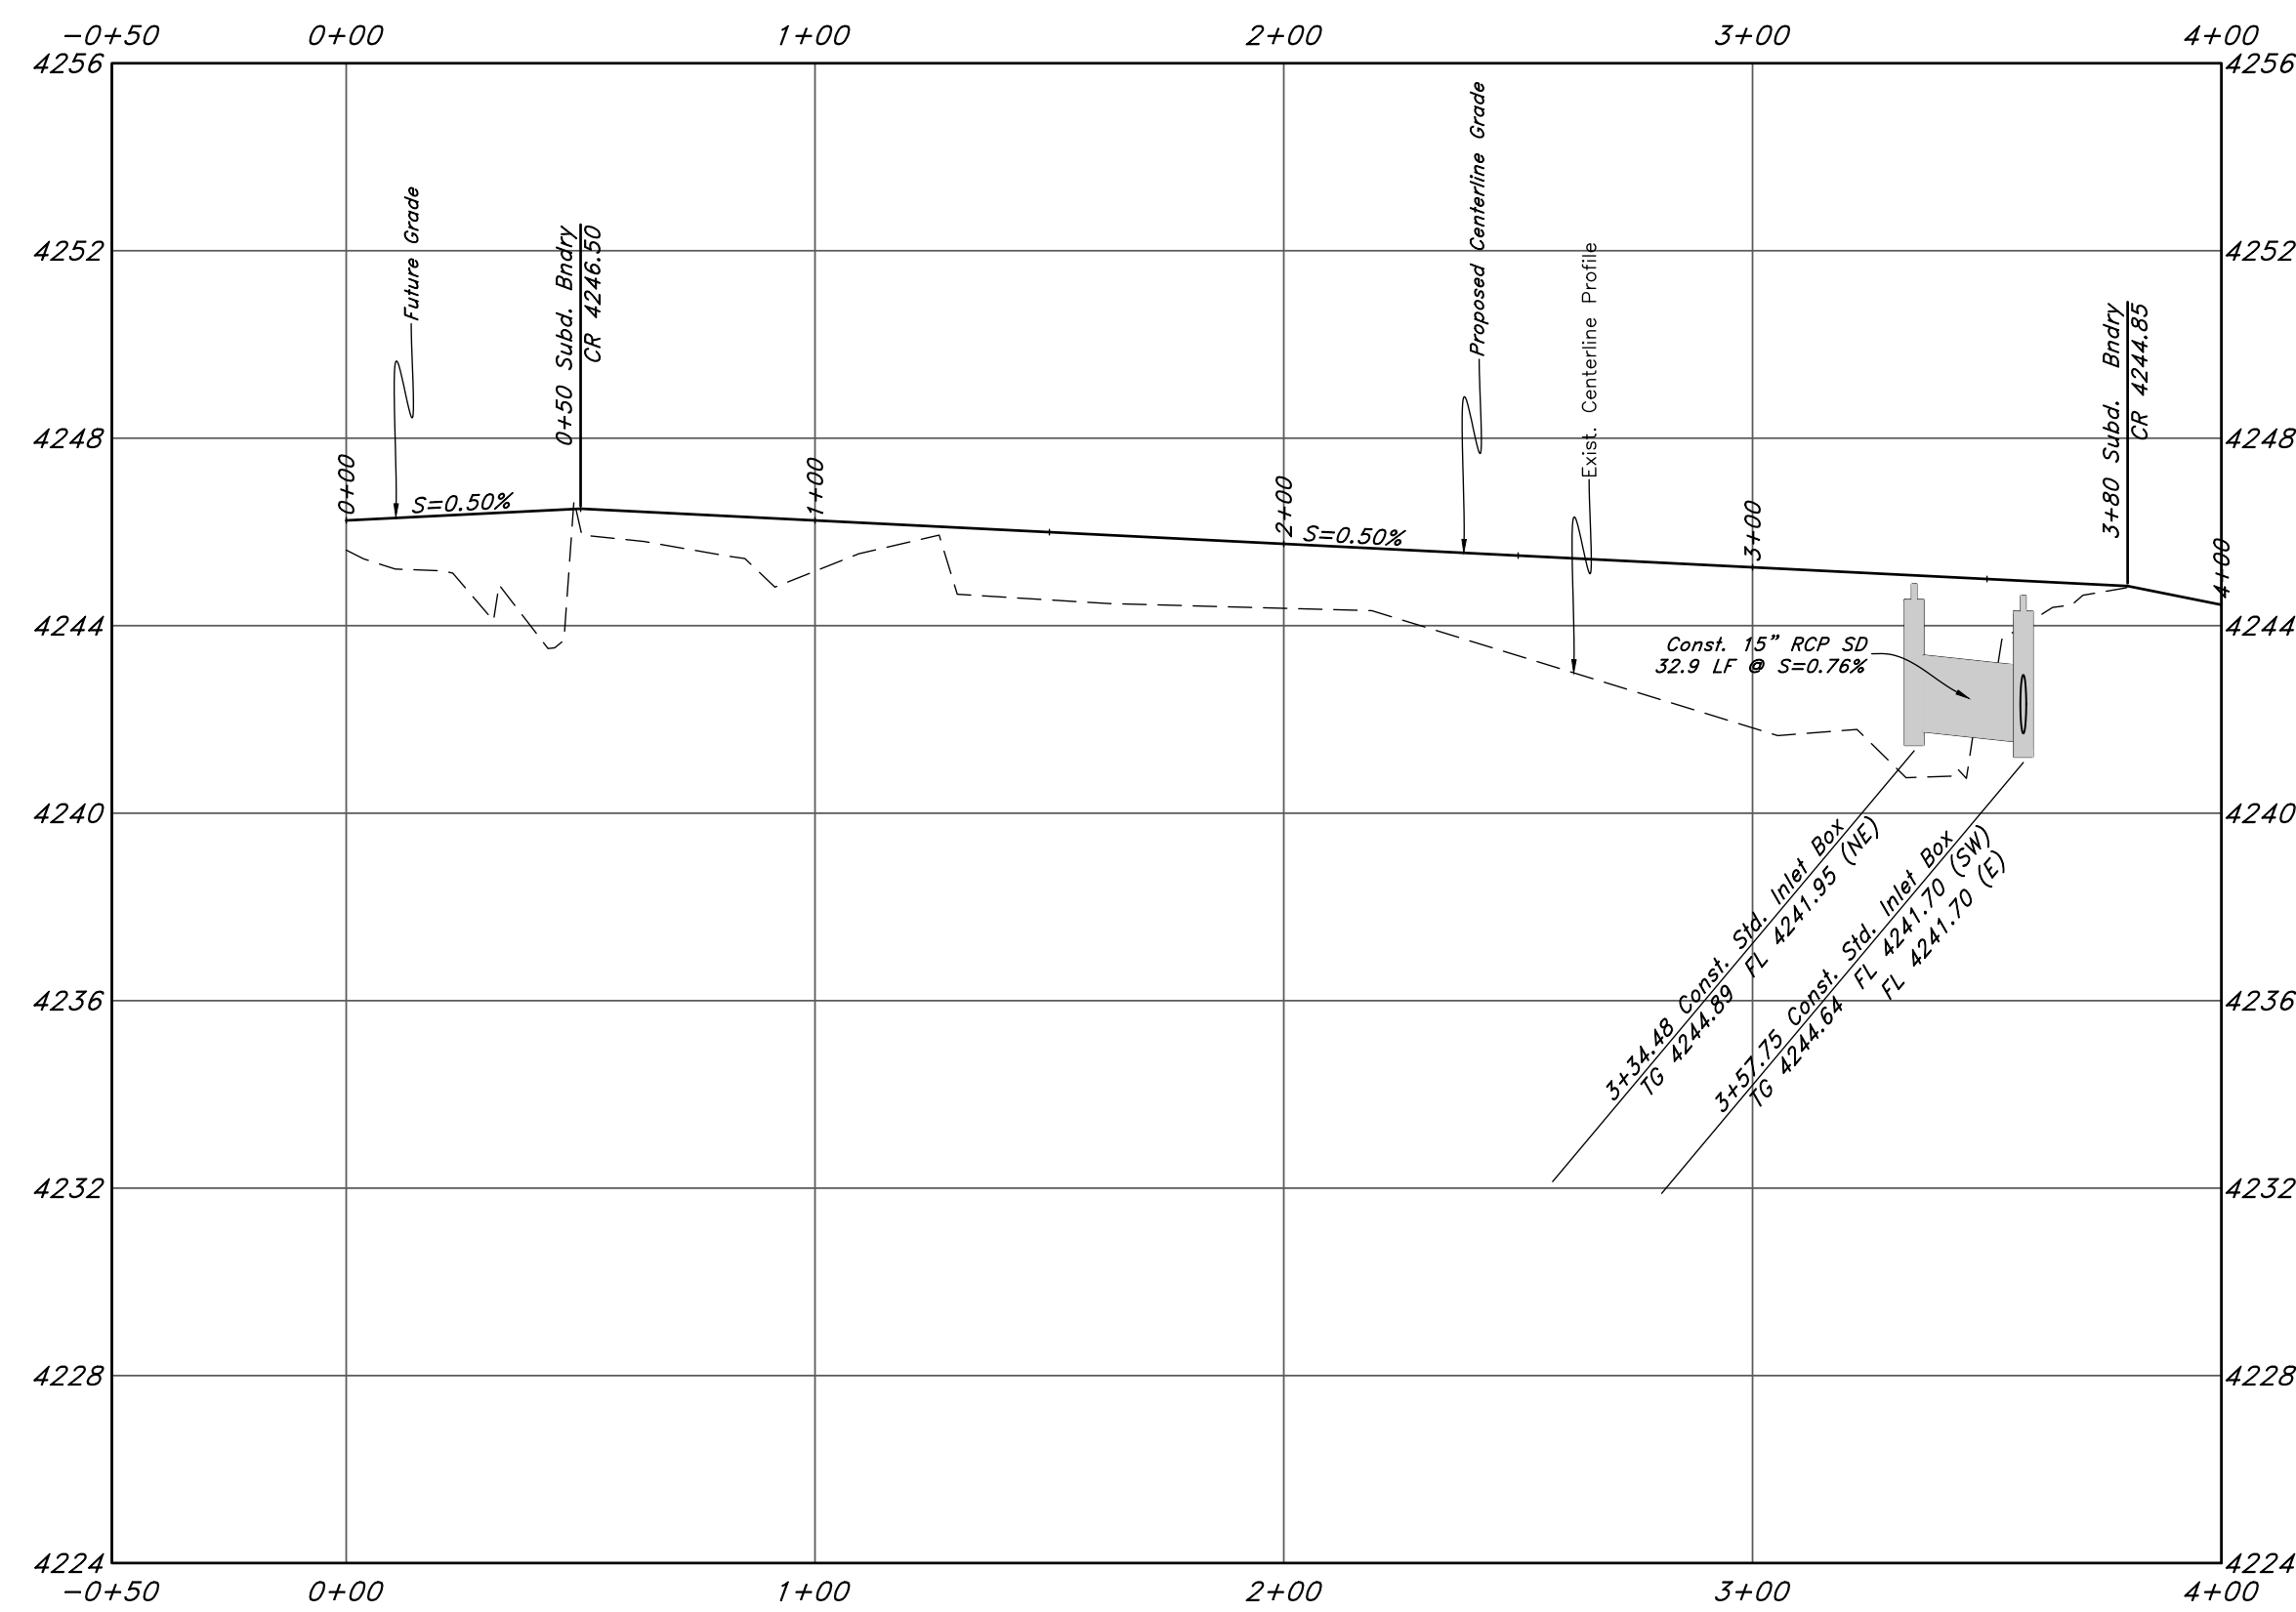 -0+50 0+00 1+00 2+00 3+00 4+00
4256 4256
4252 4252
4248 4248
4244 4244
4240 4240
4236 4236
4232 4232
4228 4228
4224 4224
Future Grade
0+50 Subd. Bndry
CR 4246.50
Proposed Centerline Grade
Exist. Centerline Profile
3+80 Subd. Bndry
CR 4244.85
0+00
S=0.50%
1+00
2+00
S=0.50%
3+00
4+00
Const. 15" RCP SD
32.9 LF @ S=0.76%
3+34.48 Const. Std. Inlet Box
TG 4244.89 FL 4241.95 (NE)
3+57.75 Const. Std. Inlet Box
TG 4244.64 FL 4241.70 (SW)
FL 4241.70 (E)
-0+50 0+00 1+00 2+00 3+00 4+00